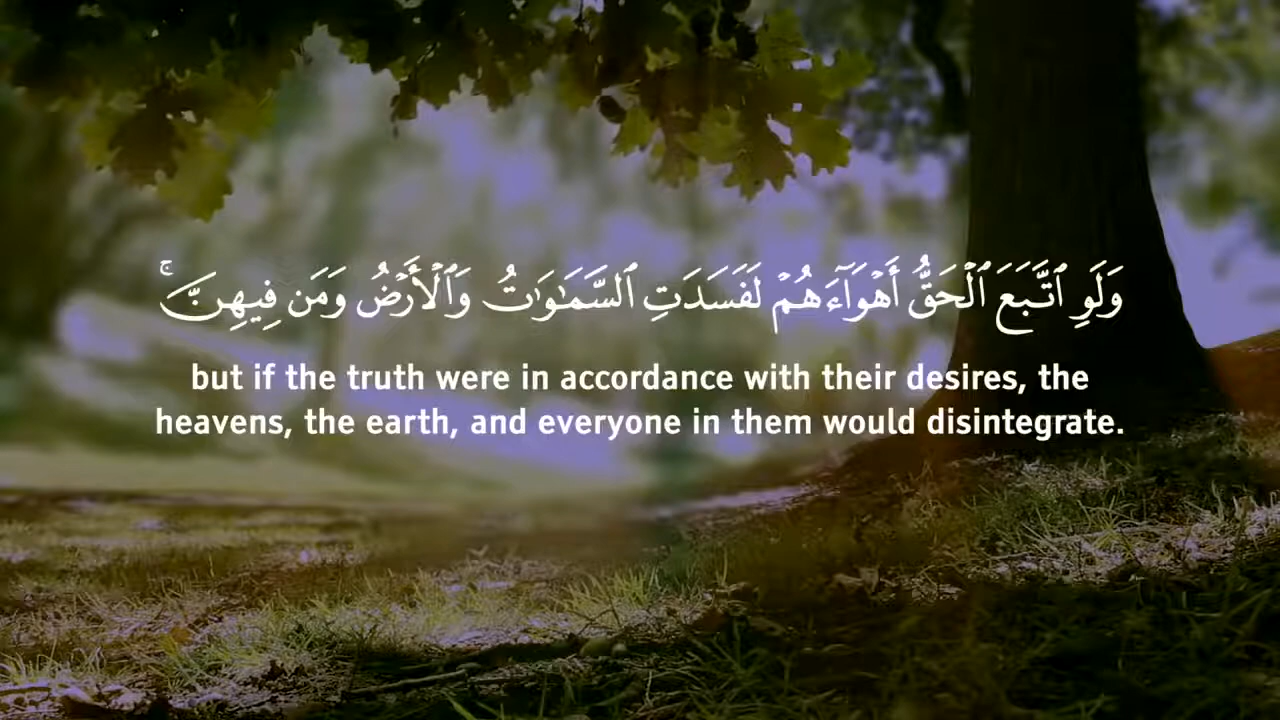 وَلَوِ ٱتَّبَعَ ٱلْحَقُّ أَهْوَآءَهُمْ لَفَسَدَتِ ٱلسَّمَـٰوَٰتُ وَٱلْأَرْضُ وَمَن فِيهِنَّ ۚ
but if the truth were in accordance with their desires, the
heavens, the earth, and everyone in them would disintegrate.